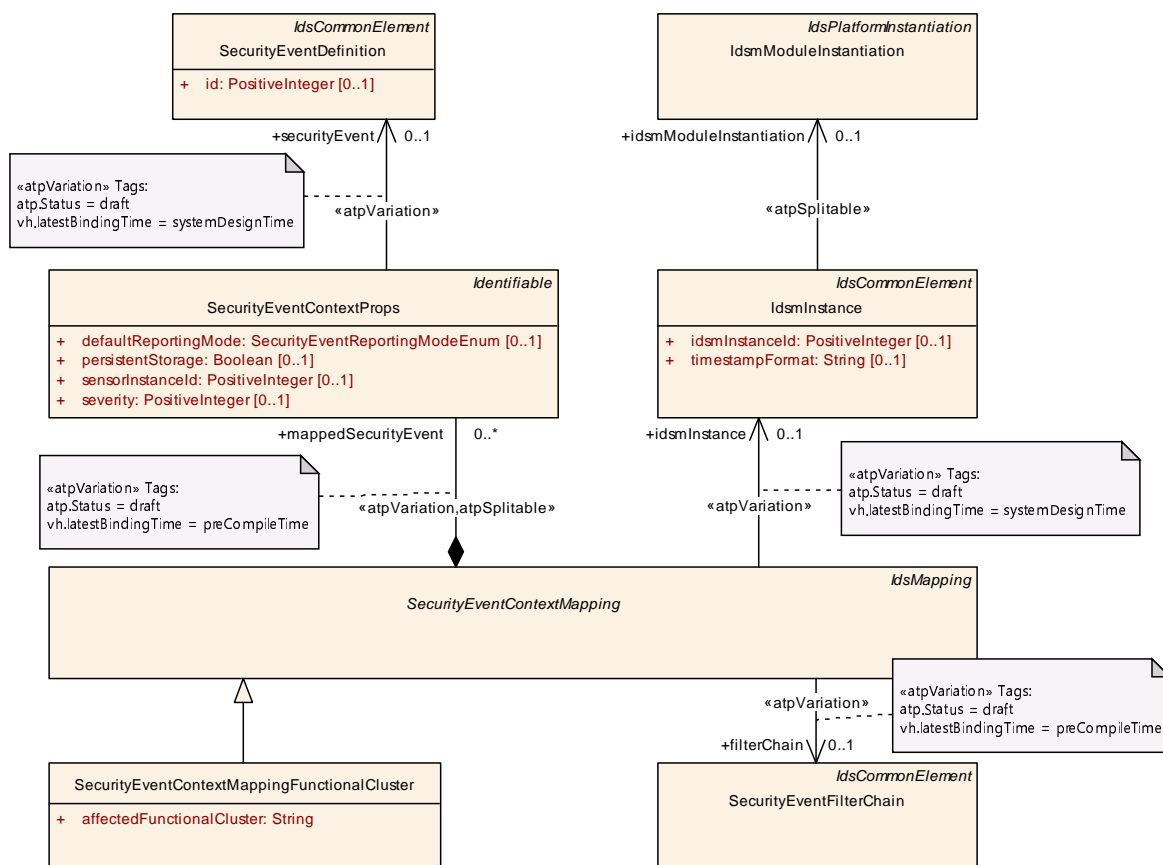 IdsCommonElement
SecurityEventDefinition
+ id: PositiveInteger [0..1]
IdsPlatformInstantiation
IdsmModuleInstantiation
+securityEvent 0..1
+idsmModuleInstantiation 0..1
«atpVariation» Tags:
atp.Status = draft
vh.latestBindingTime = systemDesignTime
«atpVariation»
«atpSplitable»
Identifiable
SecurityEventContextProps
+ defaultReportingMode: SecurityEventReportingModeEnum [0..1]
+ persistentStorage: Boolean [0..1]
+ sensorInstanceId: PositiveInteger [0..1]
+ severity: PositiveInteger [0..1]
IdsCommonElement
IdsmInstance
+ idsmInstanceId: PositiveInteger [0..1]
+ timestampFormat: String [0..1]
+mappedSecurityEvent 0..*
+idsmInstance 0..1
«atpVariation» Tags:
atp.Status = draft
vh.latestBindingTime = preCompileTime
«atpVariation,atpSplitable»
«atpVariation»
«atpVariation» Tags:
atp.Status = draft
vh.latestBindingTime = systemDesignTime
IdsMapping
SecurityEventContextMapping
«atpVariation»
«atpVariation» Tags:
atp.Status = draft
vh.latestBindingTime = preCompileTime
+filterChain 0..1
SecurityEventContextMappingFunctionalCluster
+ affectedFunctionalCluster: String
IdsCommonElement
SecurityEventFilterChain